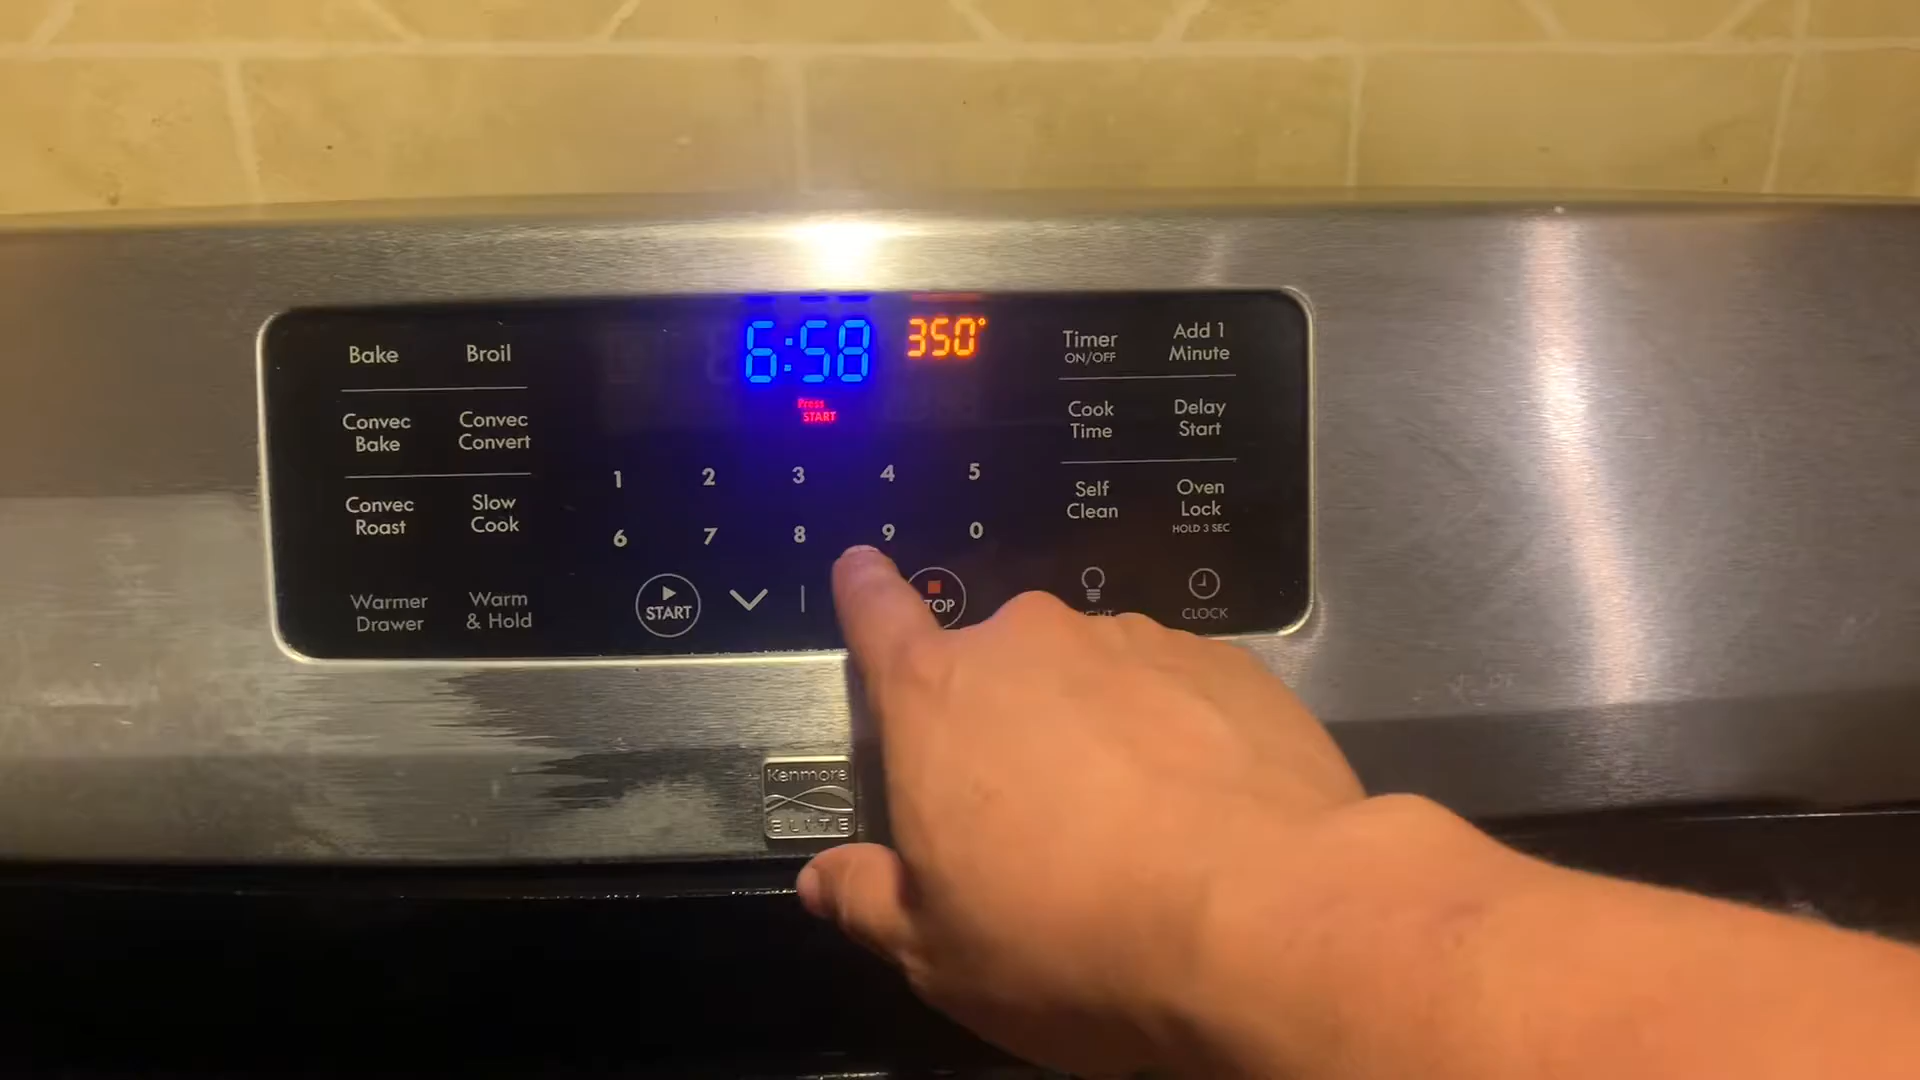 6:58
350°
Press
START
Bake
Broil
Convec
Bake
Convec
Convert
Convec
Roast
Slow
Cook
Warmer
Drawer
Warm
& Hold
1 2 3 4 5
6 7 8 9 0
START
TOP
Timer
ON/OFF
Add 1
Minute
Cook
Time
Delay
Start
Self
Clean
Oven
Lock
HOLD 3 SEC
CLOCK
Kenmore
ELITE